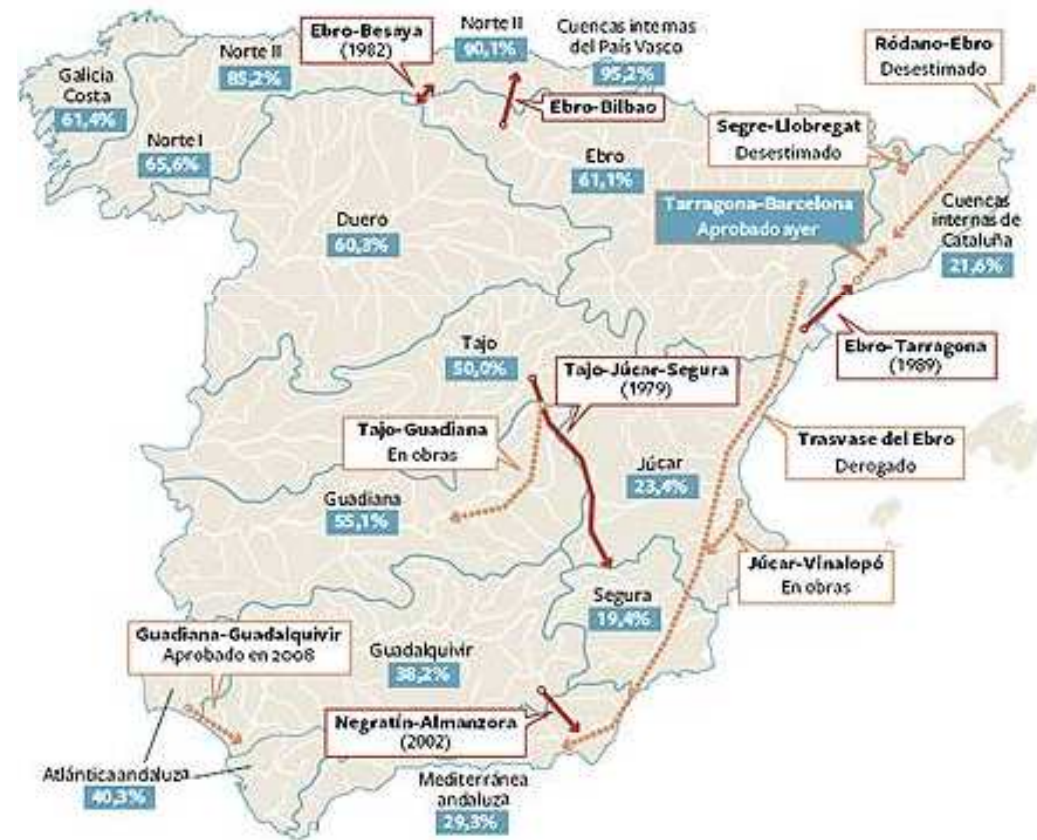 Norte II
90,1%
Cuencas internas
del País Vasco
95,2%
Ebro-Besaya
(1982)
Norte II
85,2%
Galicia
Costa
61,4%
Norte I
65,6%
Ebro-Bilbao
Ródano-Ebro
Desestimado
Segre-Llobregat
Desestimado
Ebro
61,1%
Tarragona-Barcelona
Aprobado ayer
Cuencas
internas de
Cataluña
21,6%
Duero
60,3%
Ebro-Tarragona
(1989)
Tajo
50,0%
Tajo-Júcar-Segura
(1979)
Tajo-Guadiana
En obras
Trasvase del Ebro
Derogado
Júcar
23,4%
Guadiana
55,1%
Júcar-Vinalopó
En obras
Segura
19,4%
Guadiana-Guadalquivir
Aprobado en 2008
Guadalquivir
38,2%
Negratín-Almanzora
(2002)
Atlántica andaluza
40,3%
Mediterránea
andaluza
29,3%